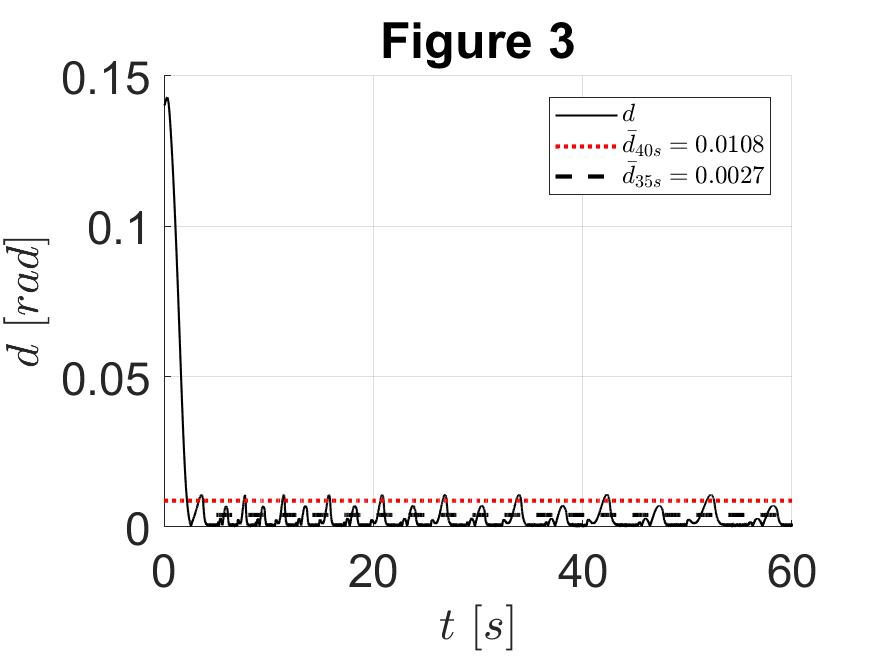 Figure 3
0.15
0.1
0.05
0
d [rad]
0 20 40 60
t [s]
d
d̄40s = 0.0108
d̄35s = 0.0027